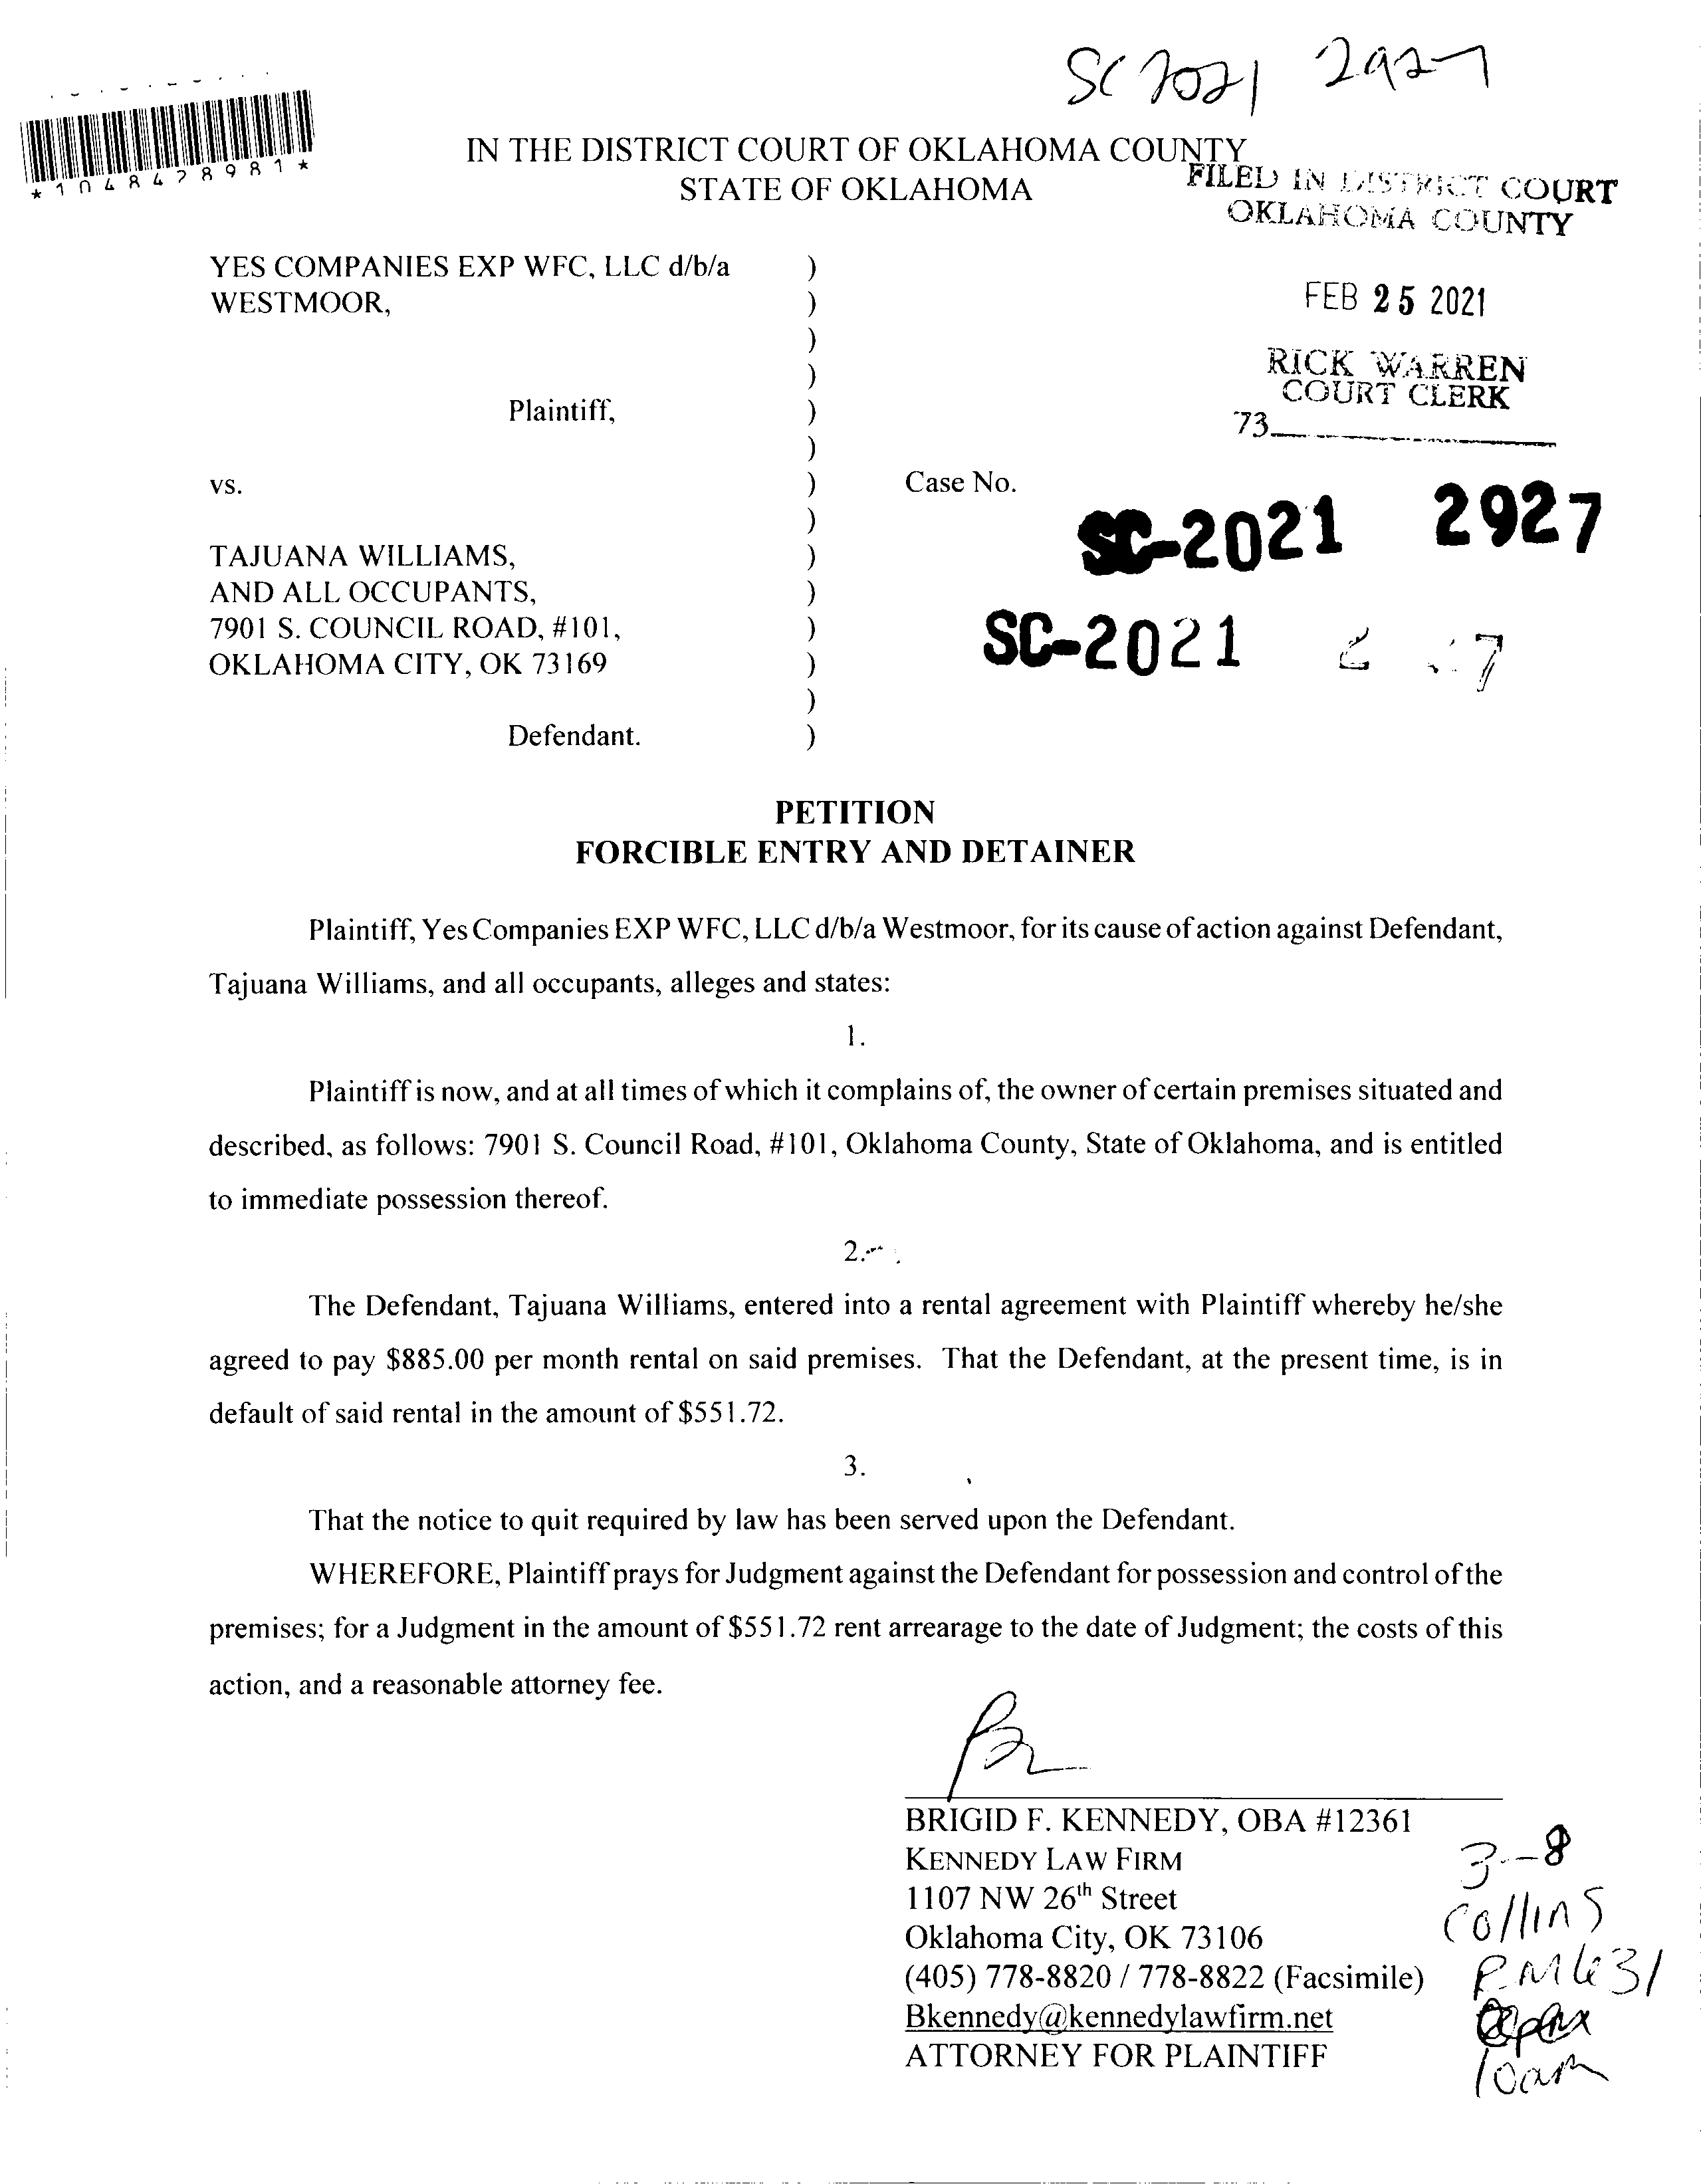 SC 2021 2927
*1048478981*
IN THE DISTRICT COURT OF OKLAHOMA COUNTY
STATE OF OKLAHOMA
FILED IN DISTRICT COURT
OKLAHOMA COUNTY
FEB 25 2021
RICK WARREN
COURT CLERK
73
YES COMPANIES EXP WFC, LLC d/b/a )
WESTMOOR, )
)
)
Plaintiff, )
)
vs. ) Case No.
)
SC-2021 2927
TAJUANA WILLIAMS, )
AND ALL OCCUPANTS, )
7901 S. COUNCIL ROAD, #101, )
SC-2021 2 7
OKLAHOMA CITY, OK 73169 )
)
Defendant. )
PETITION
FORCIBLE ENTRY AND DETAINER
Plaintiff, Yes Companies EXP WFC, LLC d/b/a Westmoor, for its cause of action against Defendant,
Tajuana Williams, and all occupants, alleges and states:
1.
Plaintiff is now, and at all times of which it complains of, the owner of certain premises situated and
described, as follows: 7901 S. Council Road, #101, Oklahoma County, State of Oklahoma, and is entitled
to immediate possession thereof.
2.
The Defendant, Tajuana Williams, entered into a rental agreement with Plaintiff whereby he/she
agreed to pay $885.00 per month rental on said premises. That the Defendant, at the present time, is in
default of said rental in the amount of $551.72.
3.
That the notice to quit required by law has been served upon the Defendant.
WHEREFORE, Plaintiff prays for Judgment against the Defendant for possession and control of the
premises; for a Judgment in the amount of $551.72 rent arrearage to the date of Judgment; the costs of this
action, and a reasonable attorney fee.
BRIGID F. KENNEDY, OBA #12361
KENNEDY LAW FIRM
1107 NW 26th Street
Oklahoma City, OK 73106
(405) 778-8820 / 778-8822 (Facsimile)
Bkennedy@kennedylawfirm.net
ATTORNEY FOR PLAINTIFF
3-8
Collins
10am